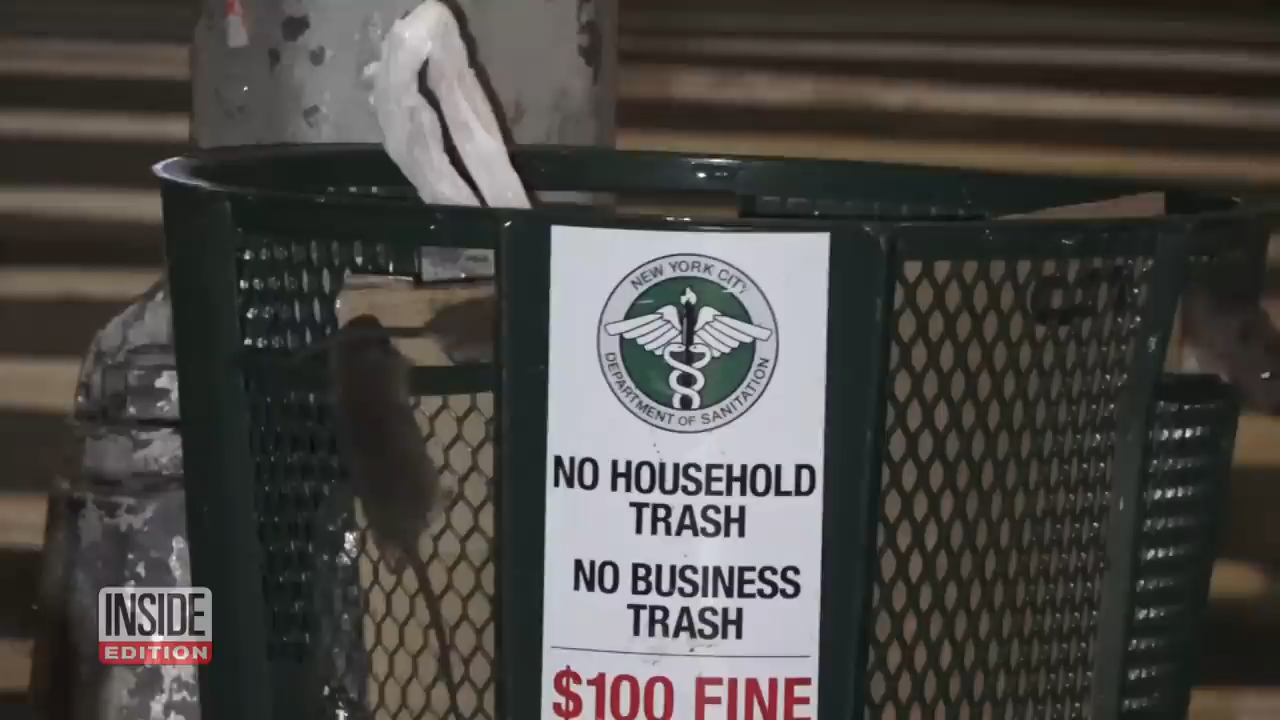 NEW YORK CITY
DEPARTMENT OF SANITATION
NO HOUSEHOLD
TRASH
NO BUSINESS
TRASH
$100 FINE
INSIDE
EDITION